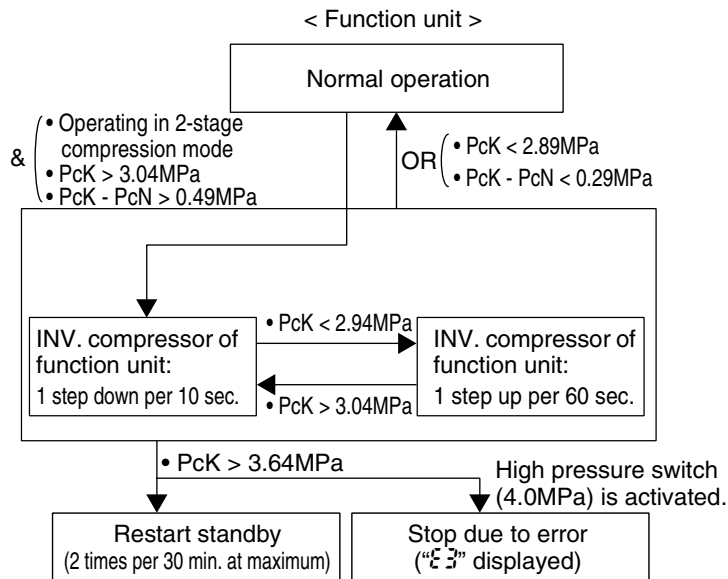 < Function unit >
Normal operation
&
• Operating in 2-stage
compression mode
• PcK > 3.04MPa
• PcK - PcN > 0.49MPa
OR
• PcK < 2.89MPa
• PcK - PcN < 0.29MPa
INV. compressor of
function unit:
1 step down per 10 sec.
• PcK < 2.94MPa
• PcK > 3.04MPa
INV. compressor of
function unit:
1 step up per 60 sec.
• PcK > 3.64MPa
High pressure switch
(4.0MPa) is activated.
Restart standby
(2 times per 30 min. at maximum)
Stop due to error
(“E3” displayed)